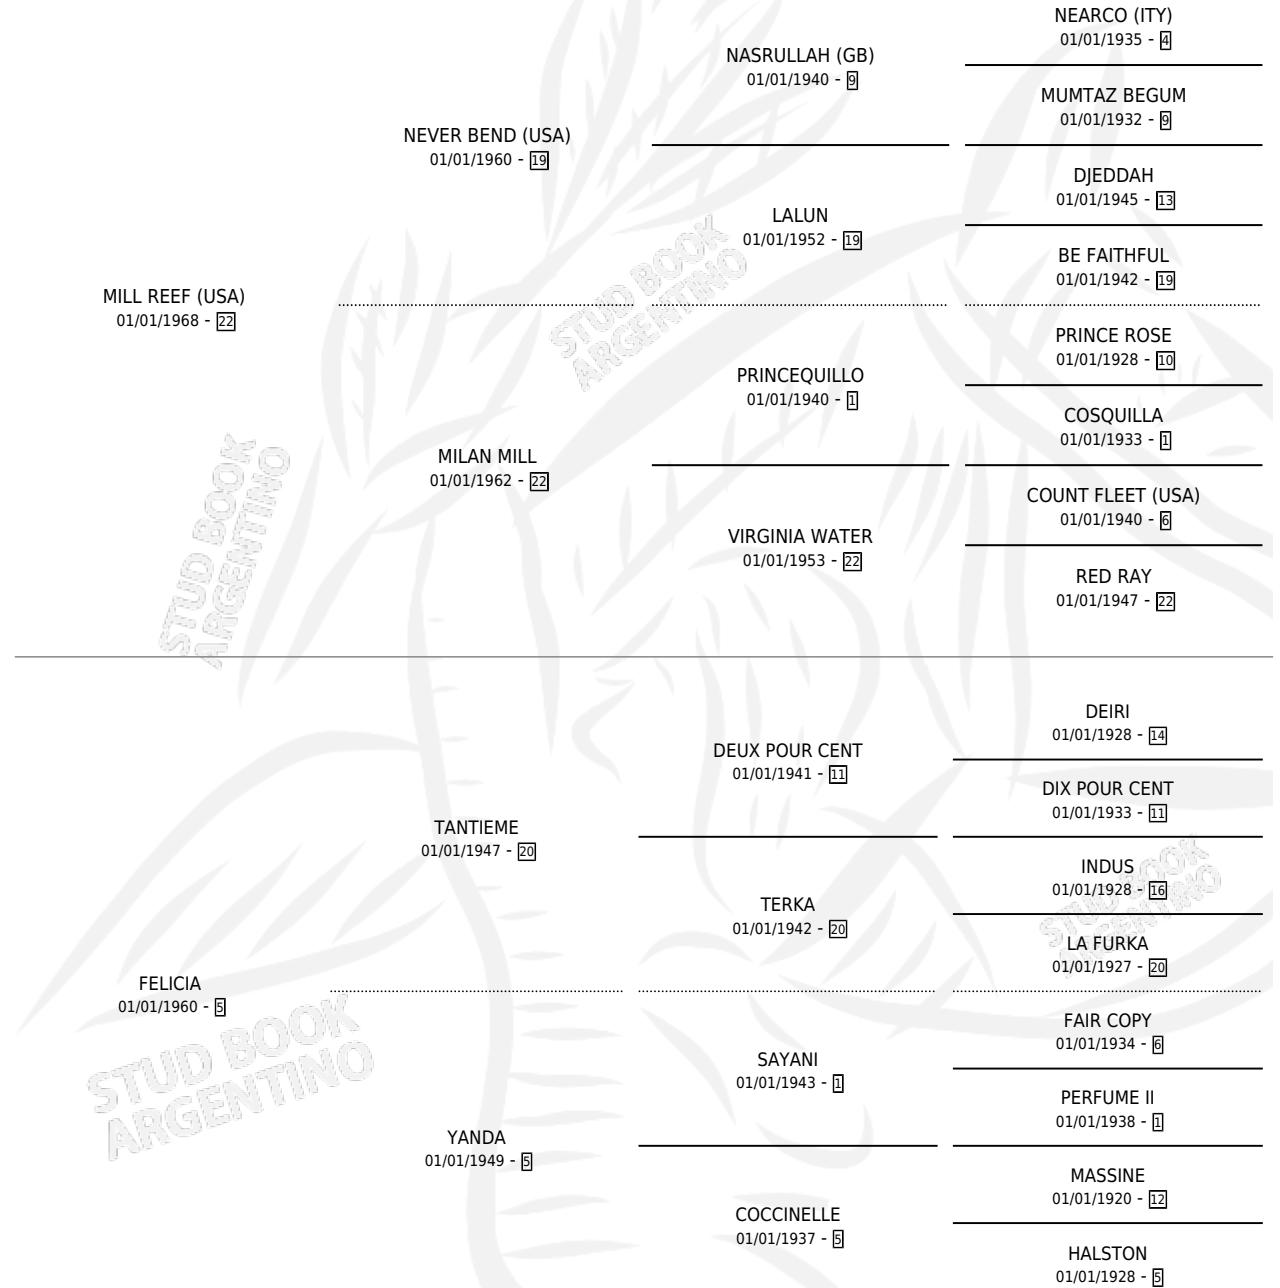 NEARCO (ITY)
01/01/1935 - 4
NASRULLAH (GB)
01/01/1940 - 9
MUMTAZ BEGUM
01/01/1932 - 9
NEVER BEND (USA)
01/01/1960 - 19
DJEDDAH
01/01/1945 - 13
LALUN
01/01/1952 - 19
BE FAITHFUL
01/01/1942 - 19
MILL REEF (USA)
01/01/1968 - 22
PRINCE ROSE
01/01/1928 - 10
PRINCEQUILLO
01/01/1940 - 1
COSQUILLA
01/01/1933 - 1
MILAN MILL
01/01/1962 - 22
COUNT FLEET (USA)
01/01/1940 - 6
VIRGINIA WATER
01/01/1953 - 22
RED RAY
01/01/1947 - 22
DEIRI
01/01/1928 - 14
DEUX POUR CENT
01/01/1941 - 11
DIX POUR CENT
01/01/1933 - 11
TANTIEME
01/01/1947 - 20
INDUS
01/01/1928 - 16
TERKA
01/01/1942 - 20
LA FURKA
01/01/1927 - 20
FELICIA
01/01/1960 - 5
FAIR COPY
01/01/1934 - 6
SAYANI
01/01/1943 - 1
PERFUME II
01/01/1938 - 1
YANDA
01/01/1949 - 5
MASSINE
01/01/1920 - 12
COCCINELLE
01/01/1937 - 5
HALSTON
01/01/1928 - 5
STUD BOOK
ARGENTINO
STUD BOOK
ARGENTINO
STUD BOOK
ARGENTINO
STUD BOOK
ARGENTINO